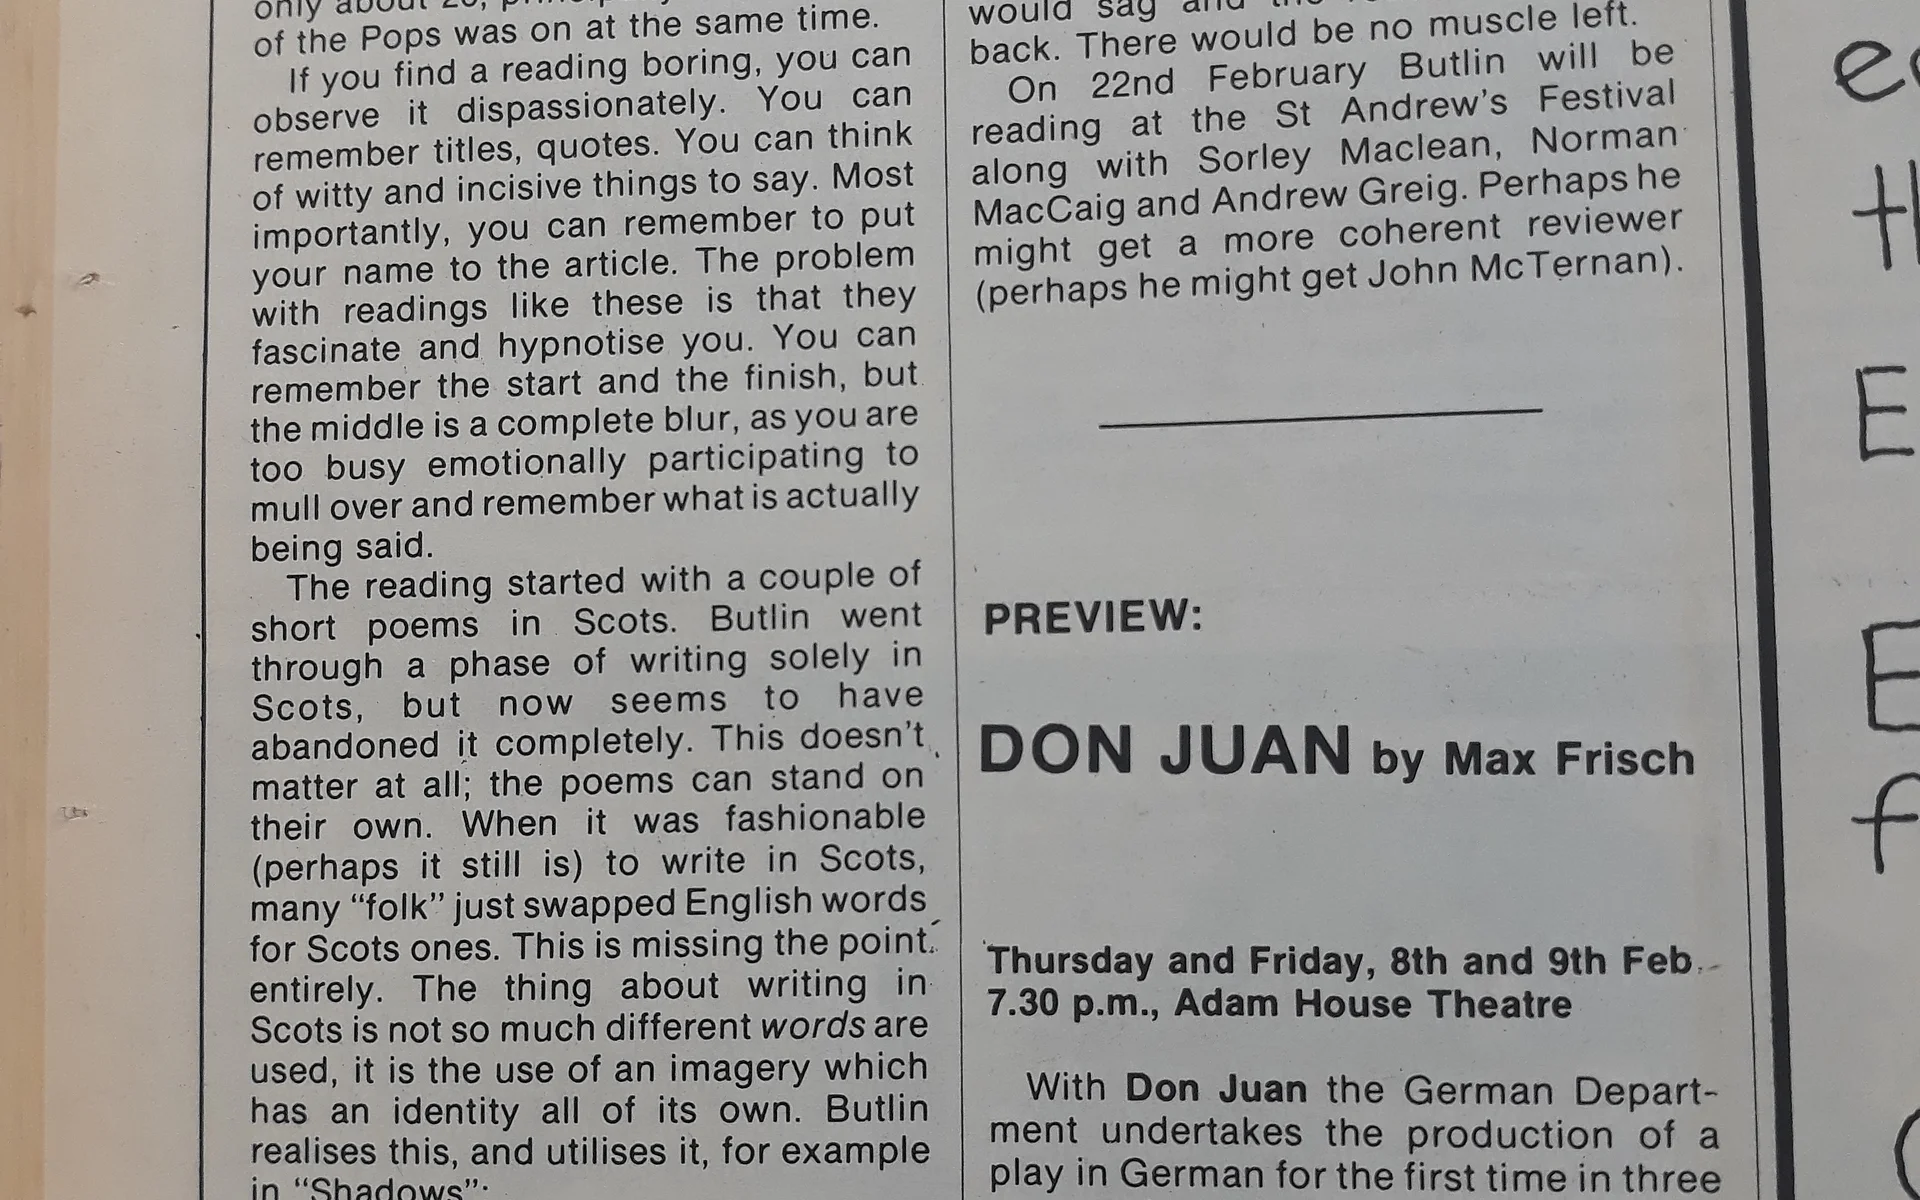 only about 20,
of the Pops was on at the same time.
If you find a reading boring, you can
observe it dispassionately. You can
remember titles, quotes. You can think
of witty and incisive things to say. Most
importantly, you can remember to put
your name to the article. The problem
with readings like these is that they
fascinate and hypnotise you. You can
remember the start and the finish, but
the middle is a complete blur, as you are
too busy emotionally participating to
mull over and remember what is actually
being said.
The reading started with a couple of
short poems in Scots. Butlin went
through a phase of writing solely in
Scots, but now seems to have
abandoned it completely. This doesn't
matter at all; the poems can stand on
their own. When it was fashionable
(perhaps it still is) to write in Scots,
many “folk” just swapped English words
for Scots ones. This is missing the point
entirely. The thing about writing in
Scots is not so much different words are
used, it is the use of an imagery which
has an identity all of its own. Butlin
realises this, and utilises it, for example
in “Shadows”:
would sag and the
back. There would be no muscle left.
On 22nd February Butlin will be
reading at the St Andrew's Festival
along with Sorley Maclean, Norman
MacCaig and Andrew Greig. Perhaps he
might get a more coherent reviewer
(perhaps he might get John McTernan).
PREVIEW:
DON JUAN by Max Frisch
Thursday and Friday, 8th and 9th Feb.
7.30 p.m., Adam House Theatre
With Don Juan the German Depart-
ment undertakes the production of a
play in German for the first time in three